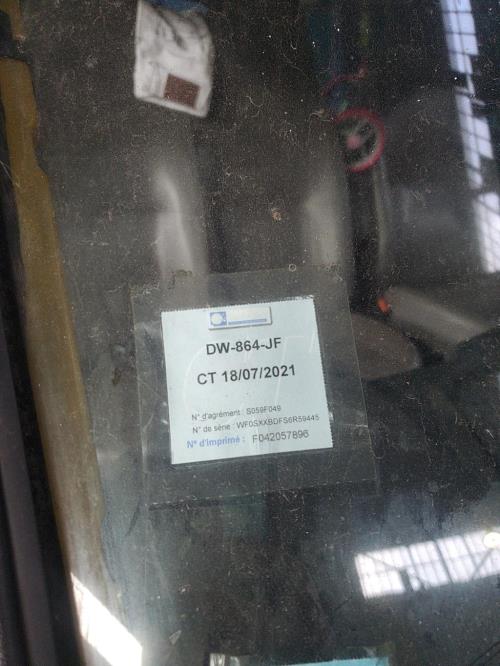 DW-864-JF
CT 18/07/2021
N° d'agrément : S059F049
N° de série : WF0SXXBDFS6R59445
N° d'imprimé : F042057896